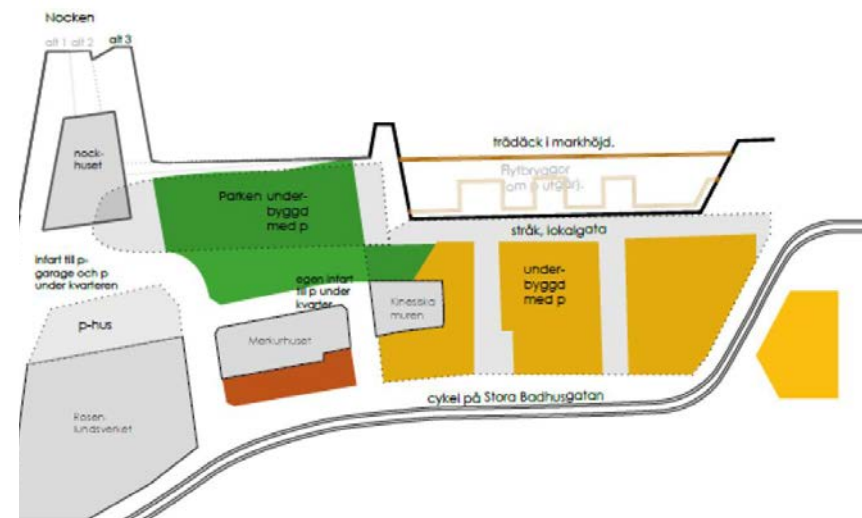 Nocken
alt 1 alt 2 alt 3
nock-
huset
trädäck i markhöjd.
Flytbryggor
(om p utgår).
Parken under-
byggd
med p
stråk, lokalgata
infart till p-
garage och p
under kvarteren
egen infart
till p under
kvarter
under-
byggd
med p
Kinesiska
muren
p-hus
Merkurhuset
cykel på Stora Badhusgatan
Rosen-
lundsverket